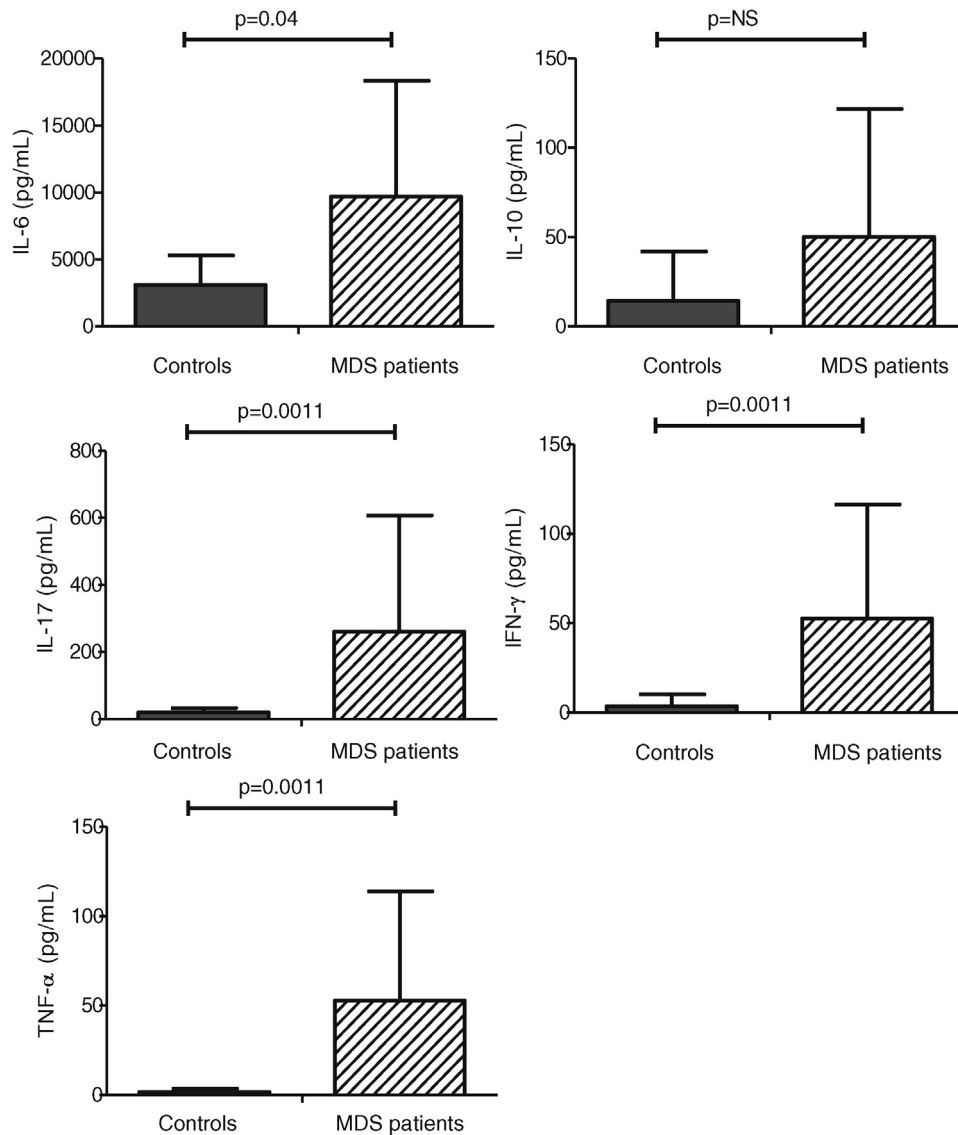 p=0.04
20000
15000
10000
5000
0
IL-6 (pg/mL)
Controls
MDS patients
p=NS
150
100
50
0
IL-10 (pg/mL)
Controls
MDS patients
p=0.0011
800
600
400
200
0
IL-17 (pg/mL)
Controls
MDS patients
p=0.0011
150
100
50
0
IFN-γ (pg/mL)
Controls
MDS patients
p=0.0011
150
100
50
0
TNF-α (pg/mL)
Controls
MDS patients